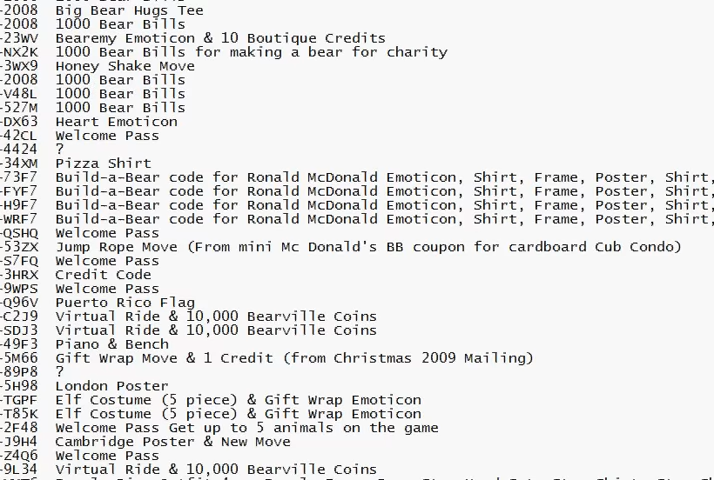 -2008 Big Bear Hugs Tee
-2008 1000 Bear Bills
-23WV Bearemy Emoticon & 10 Boutique Credits
-NX2K 1000 Bear Bills for making a bear for charity
-3WX9 Honey Shake Move
-2008 1000 Bear Bills
-V48L 1000 Bear Bills
-527M 1000 Bear Bills
-DX63 Heart Emoticon
-42CL Welcome Pass
-4424 ?
-34XM Pizza Shirt
-73F7 Build-a-Bear code for Ronald McDonald Emoticon, Shirt, Frame, Poster, Shirt,
-FYF7 Build-a-Bear code for Ronald McDonald Emoticon, Shirt, Frame, Poster, Shirt,
-H9F7 Build-a-Bear code for Ronald McDonald Emoticon, Shirt, Frame, Poster, Shirt,
-WRF7 Build-a-Bear code for Ronald McDonald Emoticon, Shirt, Frame, Poster, Shirt,
-QSHQ Welcome Pass
-53ZX Jump Rope Move (From mini Mc Donald's BB coupon for cardboard Cub Condo)
-S7FQ Welcome Pass
-3HRX Credit Code
-9WPS Welcome Pass
-Q96V Puerto Rico Flag
-C2J9 Virtual Ride & 10,000 Bearville Coins
-SDJ3 Virtual Ride & 10,000 Bearville Coins
-49F3 Piano & Bench
-5M66 Gift Wrap Move & 1 Credit (from Christmas 2009 Mailing)
-89P8 ?
-5H98 London Poster
-TGPF Elf Costume (5 piece) & Gift Wrap Emoticon
-T85K Elf Costume (5 piece) & Gift Wrap Emoticon
-2F48 Welcome Pass Get up to 5 animals on the game
-J9H4 Cambridge Poster & New Move
-Z4Q6 Welcome Pass
-9L34 Virtual Ride & 10,000 Bearville Coins